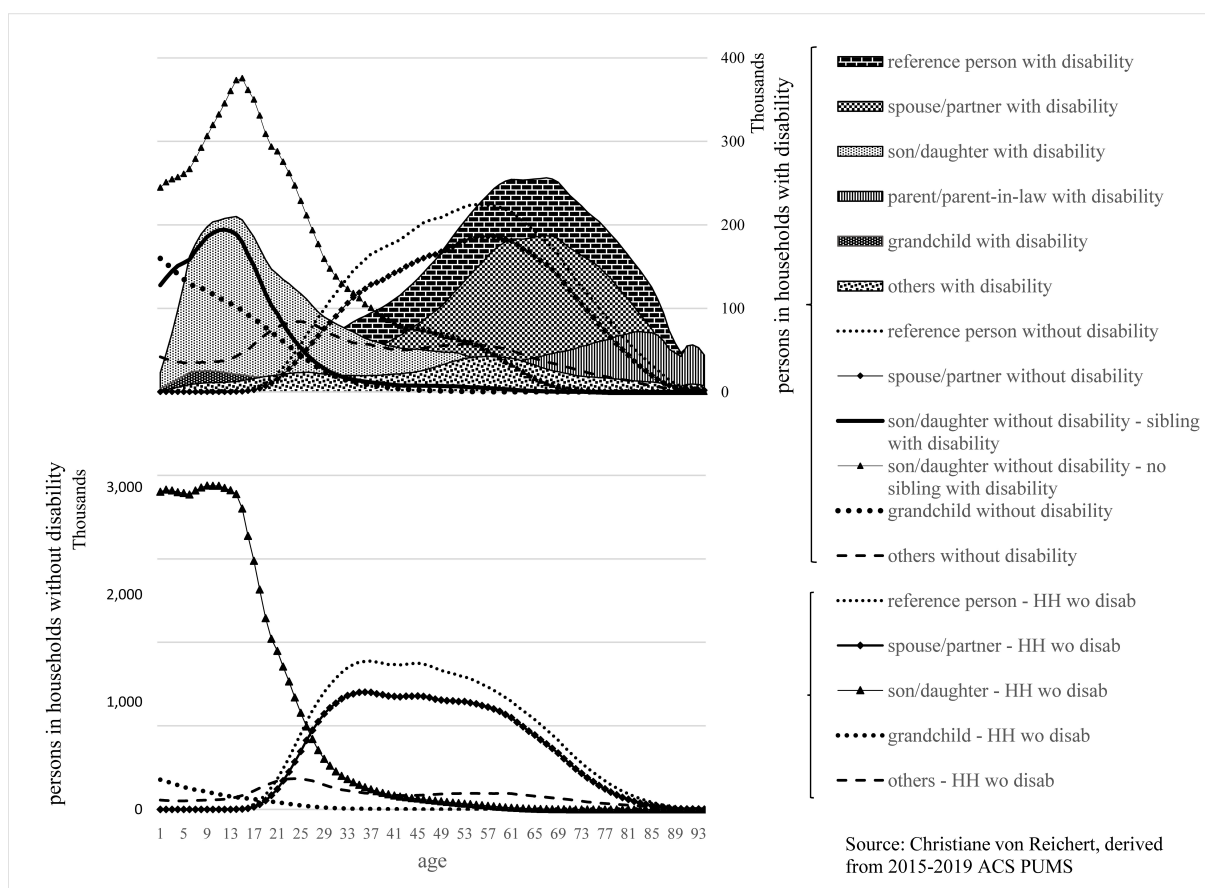 400
300
200
100
0
Thousands
persons in households with disability
reference person with disability
spouse/partner with disability
son/daughter with disability
parent/parent-in-law with disability
grandchild with disability
others with disability
reference person without disability
spouse/partner without disability
son/daughter without disability - sibling
with disability
son/daughter without disability - no
sibling with disability
grandchild without disability
others without disability
persons in households without disability
Thousands
3,000
2,000
1,000
0
1 5 9 13 17 21 25 29 33 37 41 45 49 53 57 61 65 69 73 77 81 85 89 93
age
reference person - HH wo disab
spouse/partner - HH wo disab
son/daughter - HH wo disab
grandchild - HH wo disab
others - HH wo disab
Source: Christiane von Reichert, derived
from 2015-2019 ACS PUMS